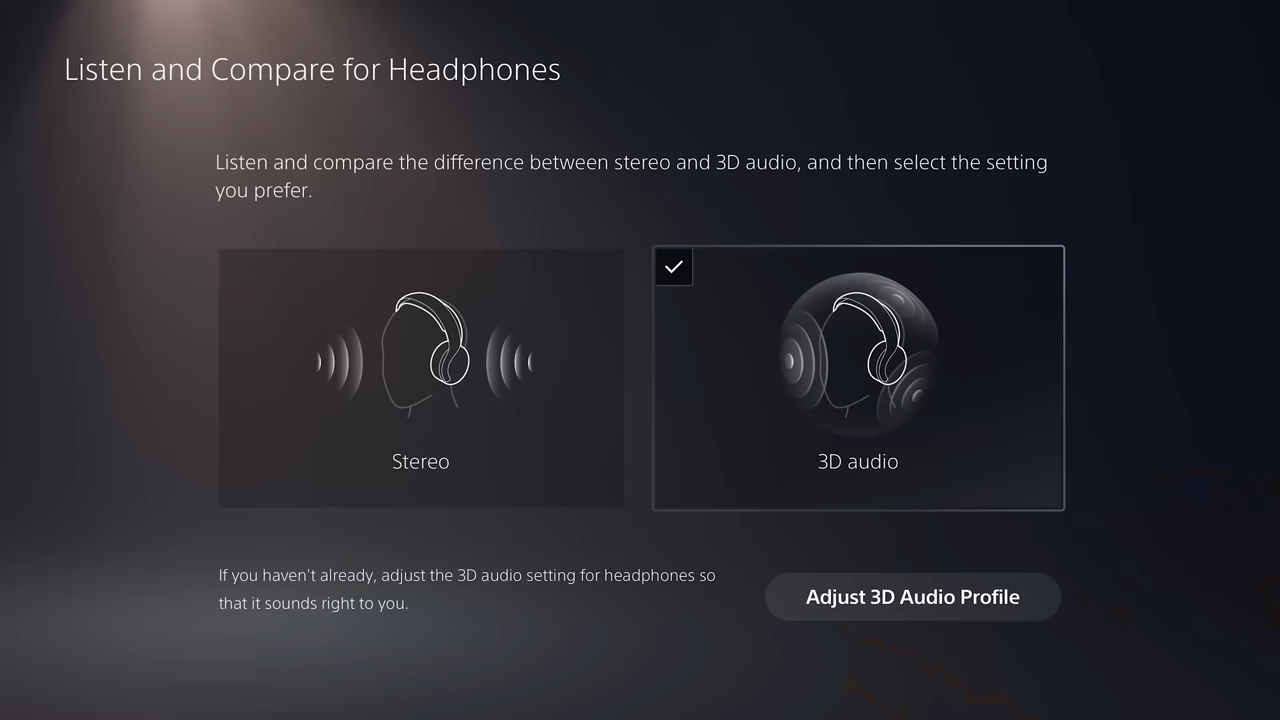 Listen and Compare for Headphones
Listen and compare the difference between stereo and 3D audio, and then select the setting
you prefer.
Stereo
3D audio
If you haven't already, adjust the 3D audio setting for headphones so
that it sounds right to you.
Adjust 3D Audio Profile